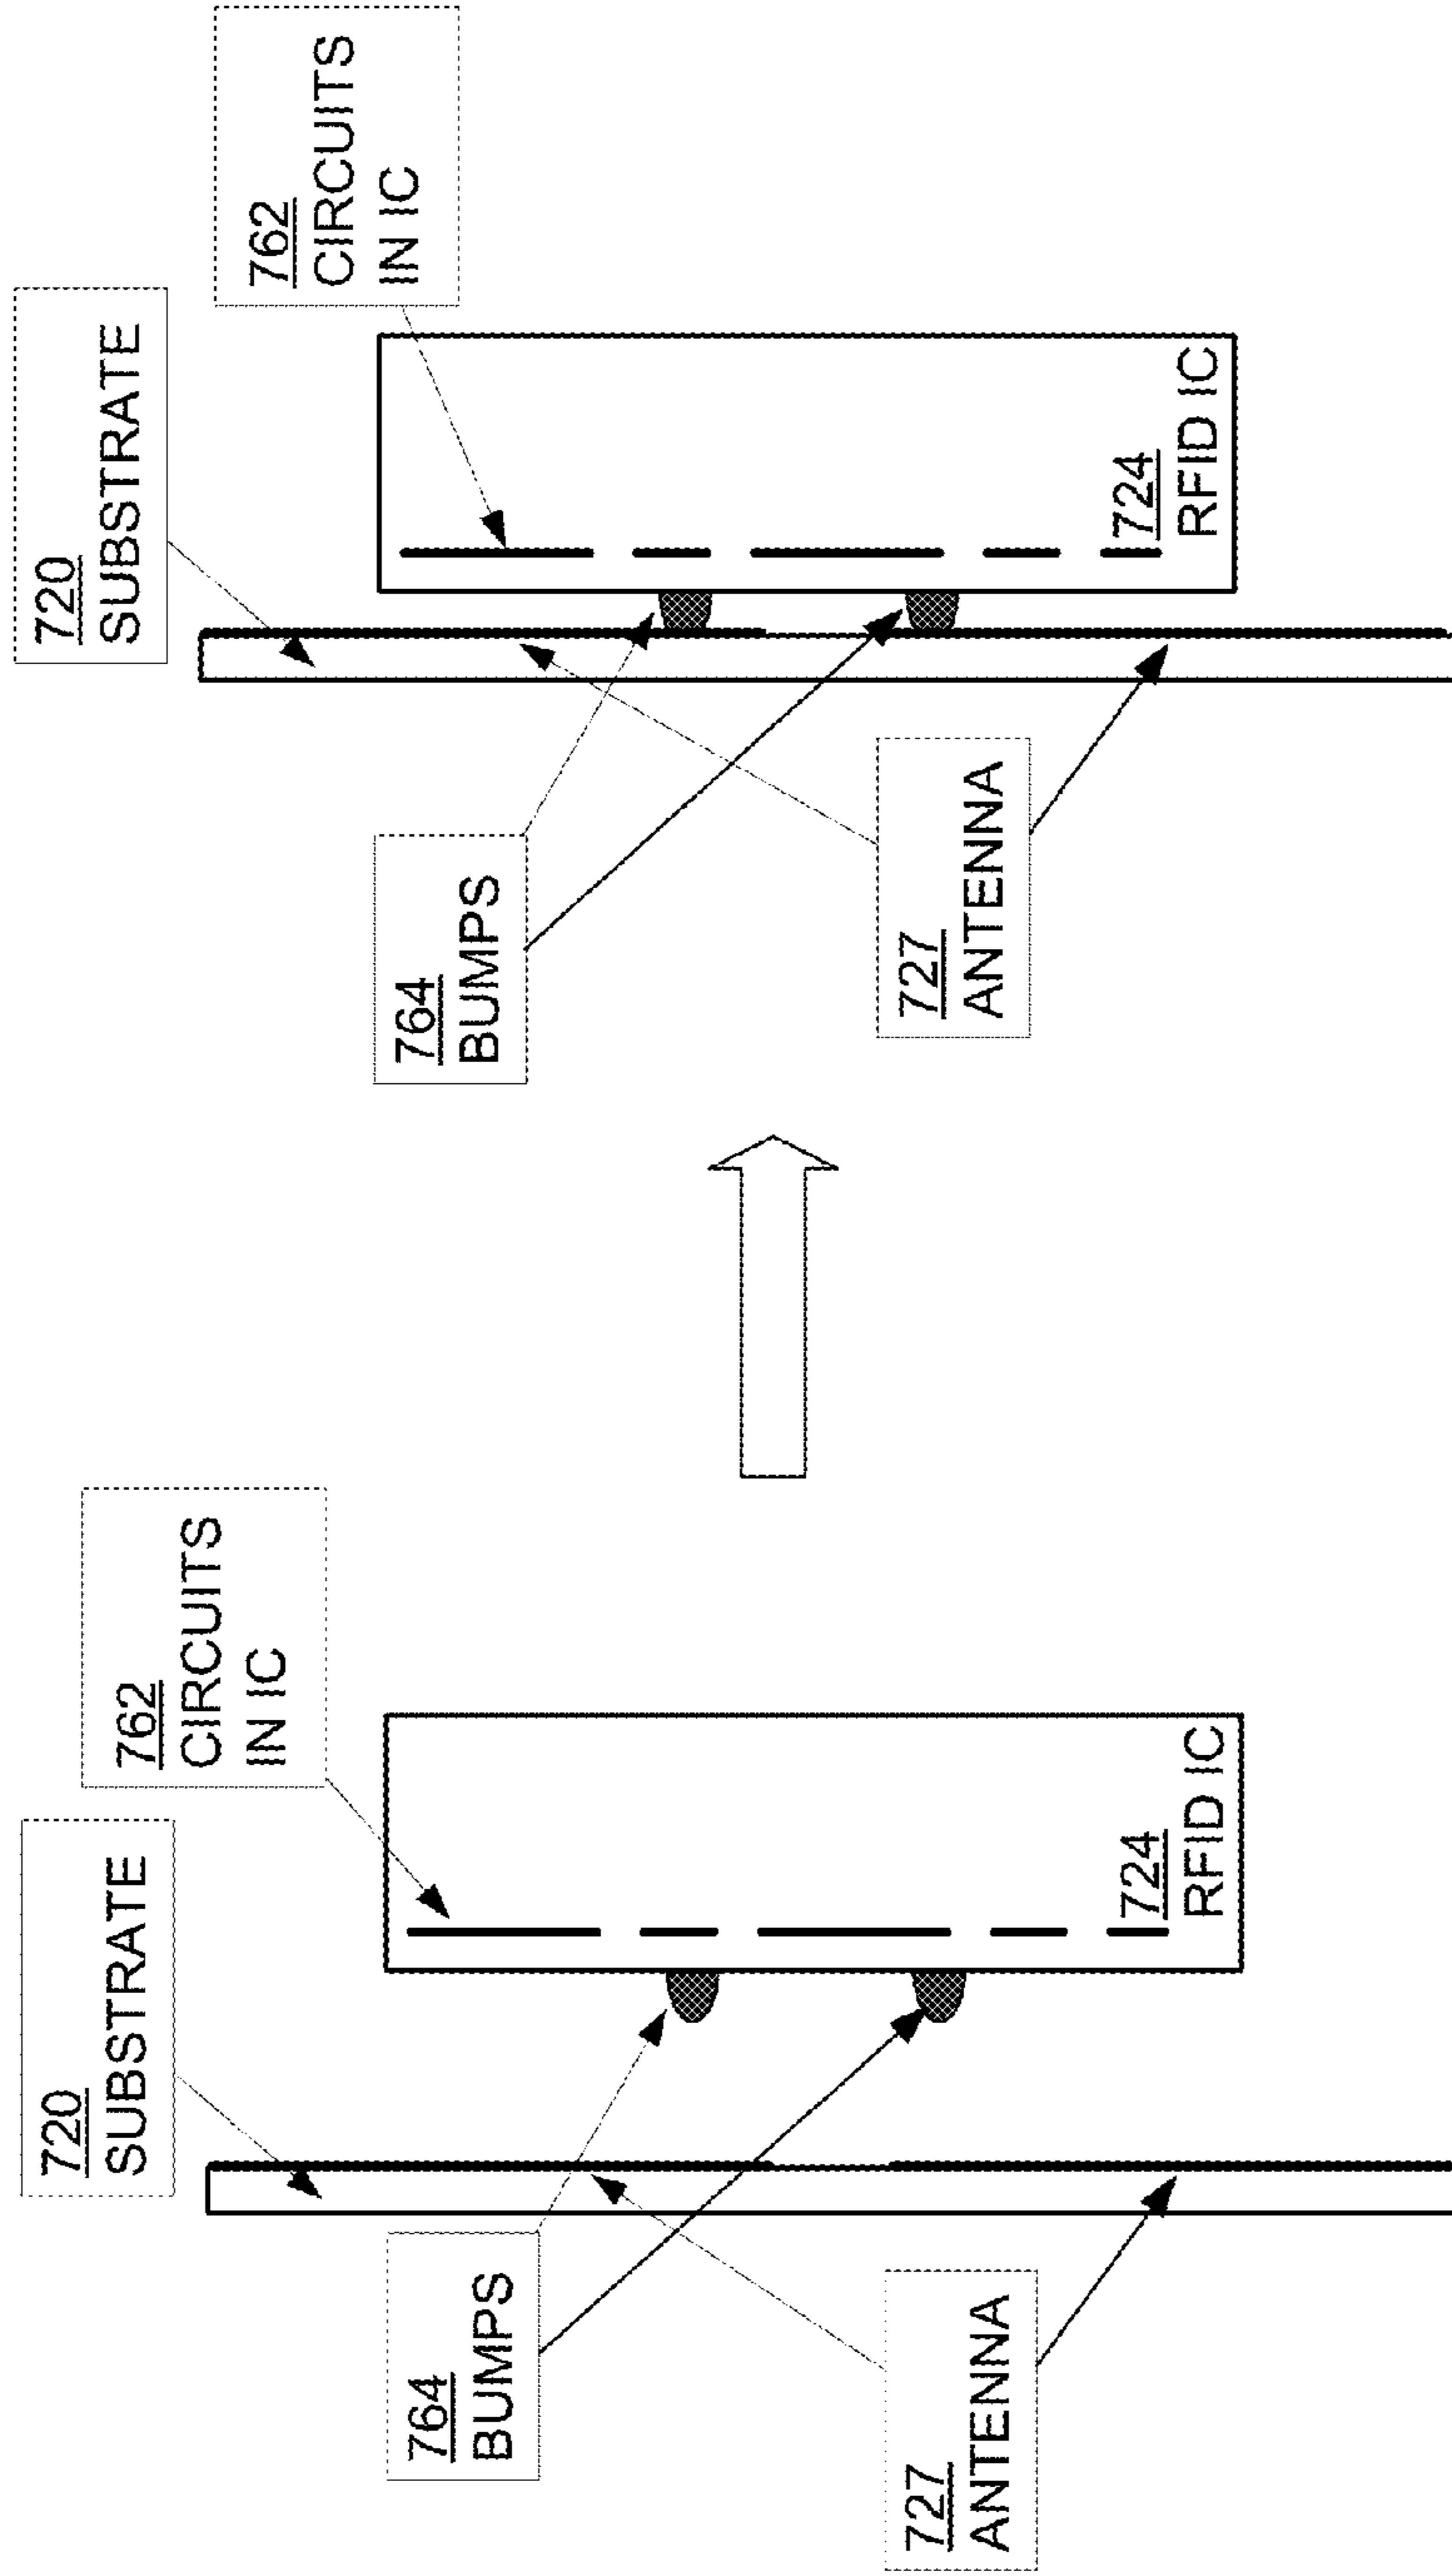 720
SUBSTRATE
762
CIRCUITS
IN IC
764
BUMPS
727
ANTENNA
724
RFID IC
720
SUBSTRATE
762
CIRCUITS
IN IC
764
BUMPS
727
ANTENNA
724
RFID IC